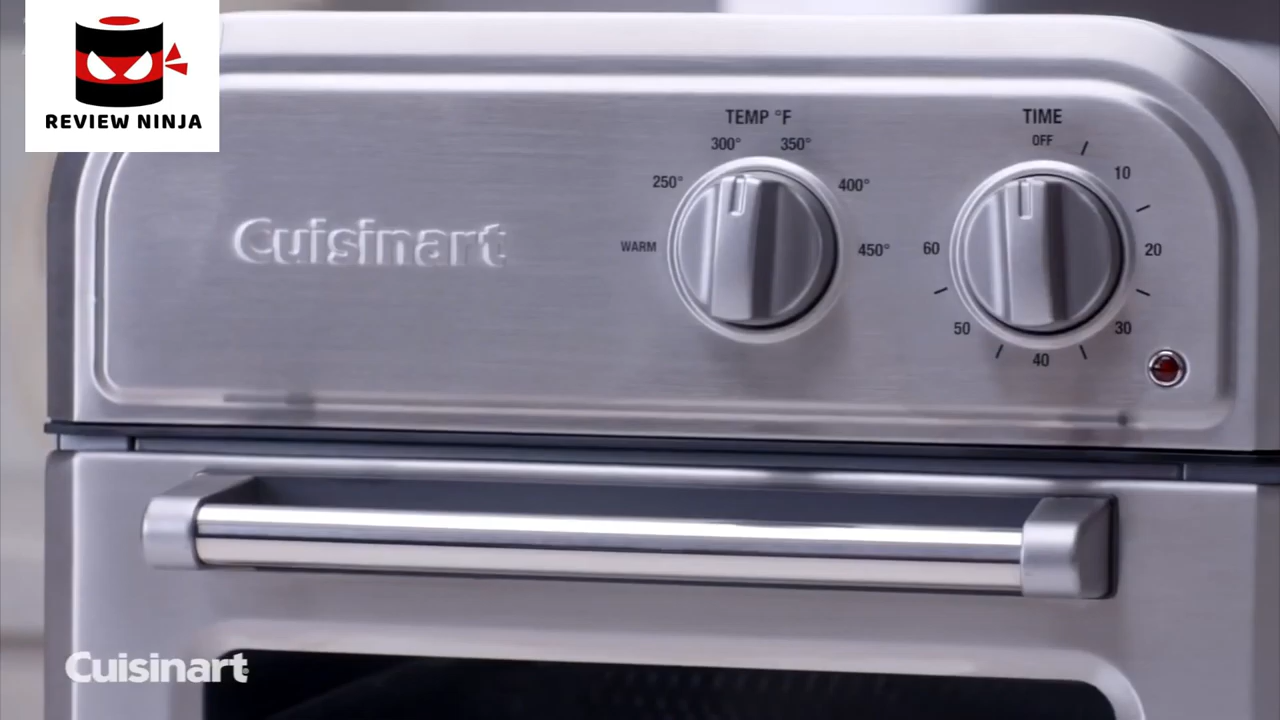 REVIEW NINJA
TEMP °F
TIME
300° 350°
OFF
250° 400°
10
Cuisinart
WARM 450°
60 20
50 30
40
Cuisinart